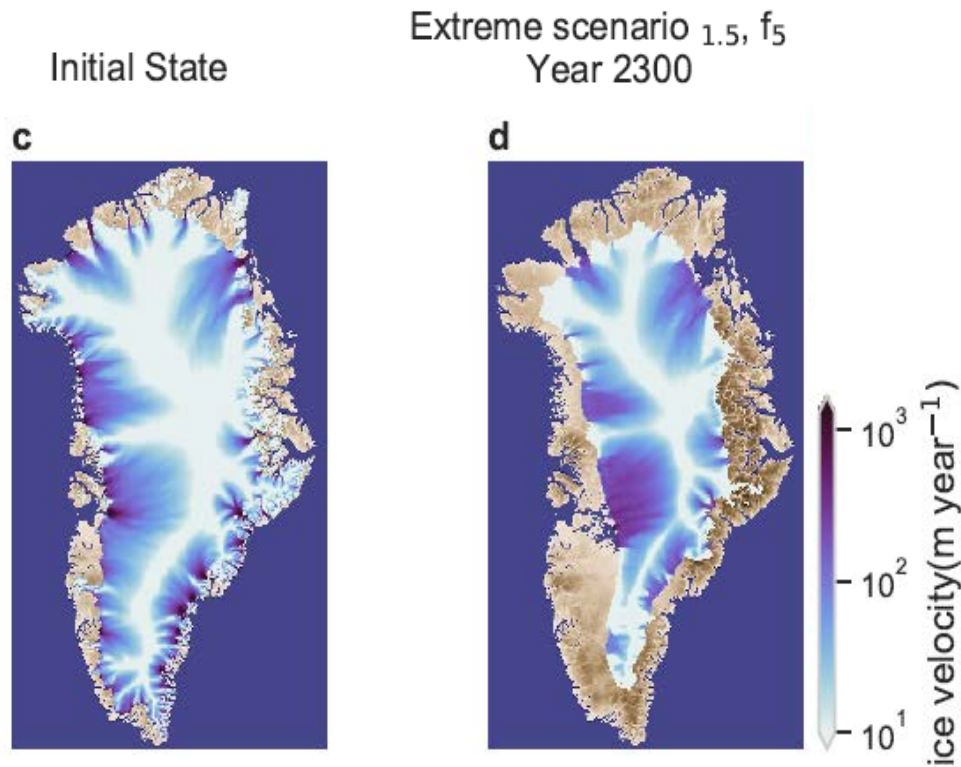 Initial State
Extreme scenario 1.5, f5
Year 2300
c
d
10³
10²
10¹
ice velocity(m year⁻¹)